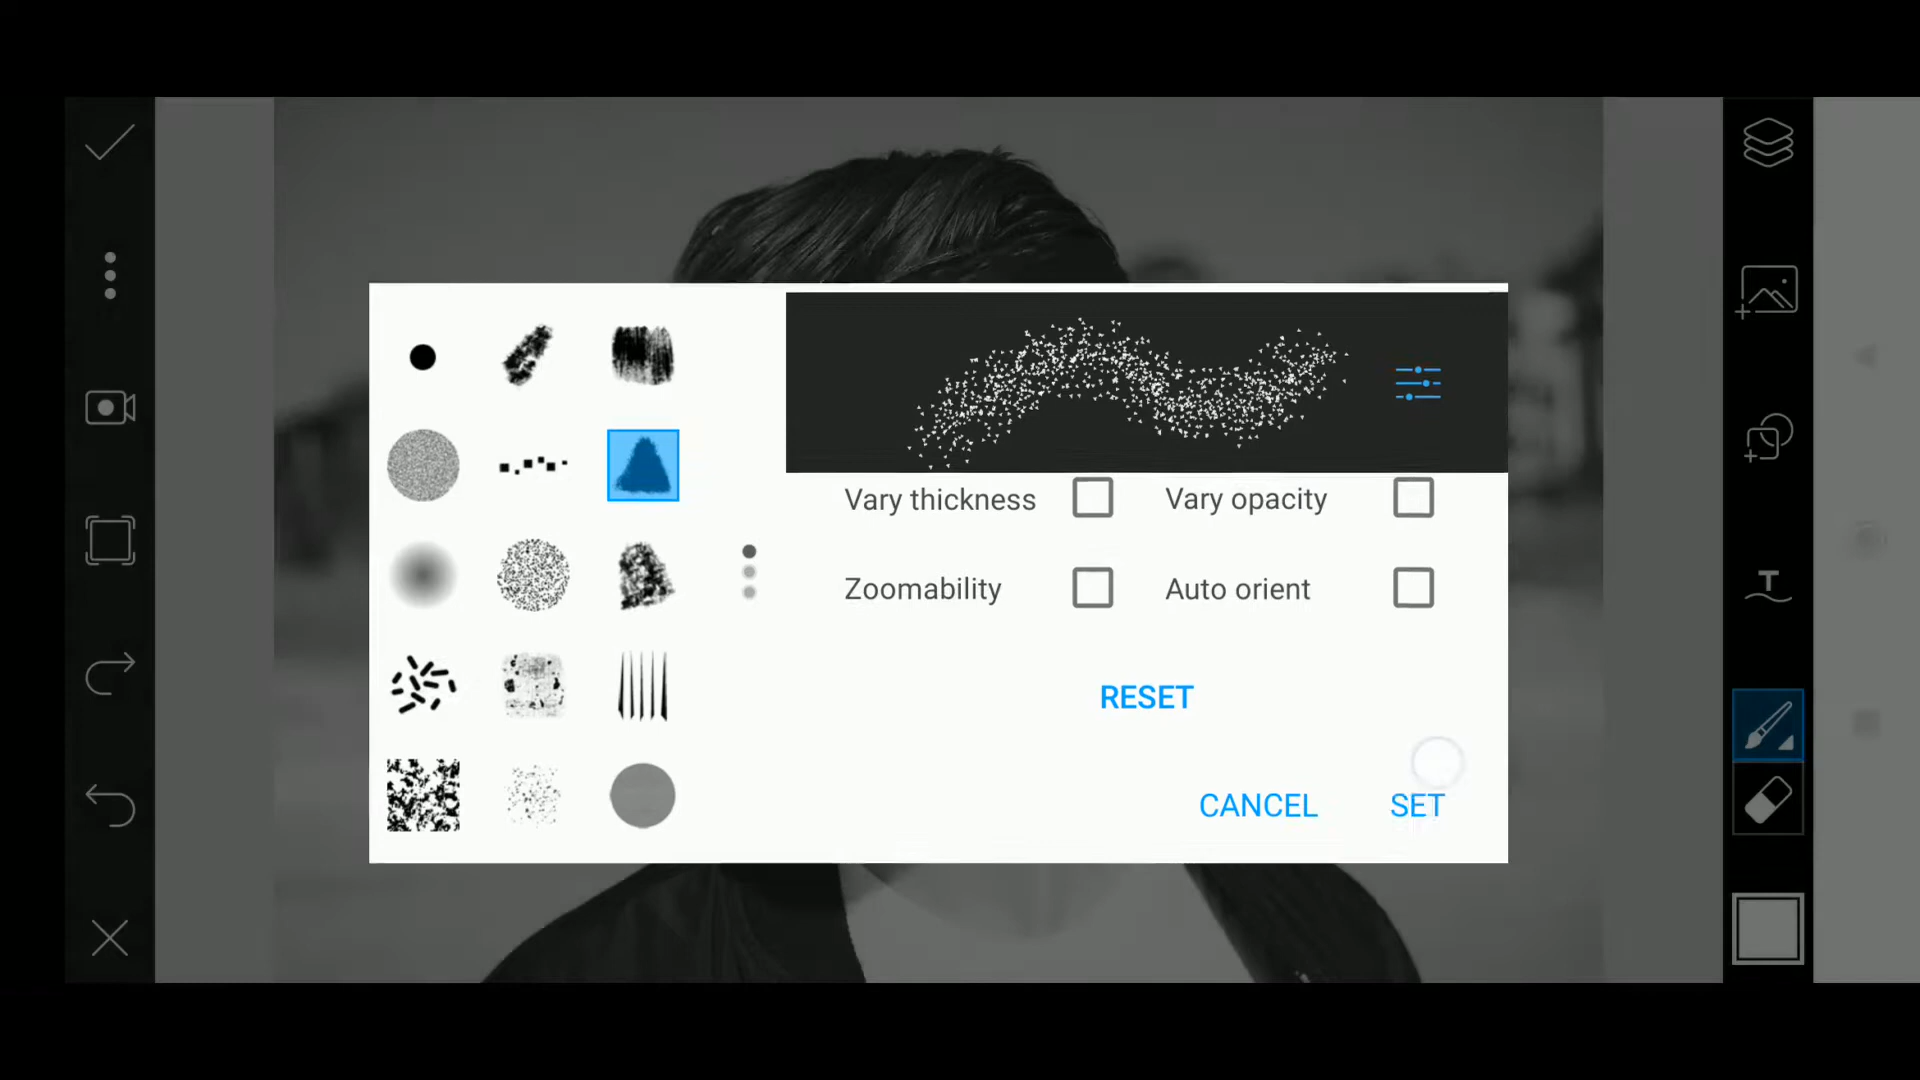 Vary thickness Vary opacity
Zoomability Auto orient
RESET
CANCEL SET
T